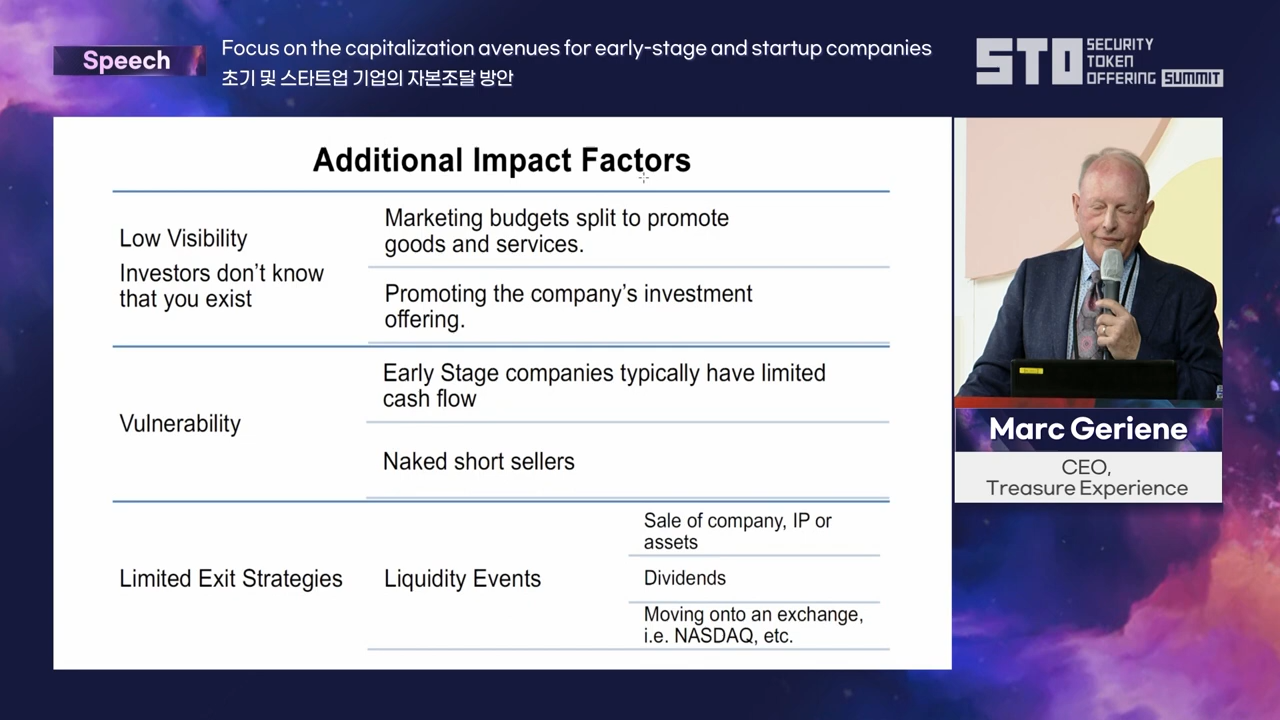 Speech
Focus on the capitalization avenues for early-stage and startup companies
초기 및 스타트업 기업의 자본조달 방안
STO
SECURITY
TOKEN
OFFERING SUMMIT
Additional Impact Factors
Low Visibility
Investors don’t know
that you exist
Marketing budgets split to promote
goods and services.
Promoting the company’s investment
offering.
Vulnerability
Early Stage companies typically have limited
cash flow
Naked short sellers
Limited Exit Strategies
Liquidity Events
Sale of company, IP or
assets
Dividends
Moving onto an exchange,
i.e. NASDAQ, etc.
Marc Geriene
CEO,
Treasure Experience